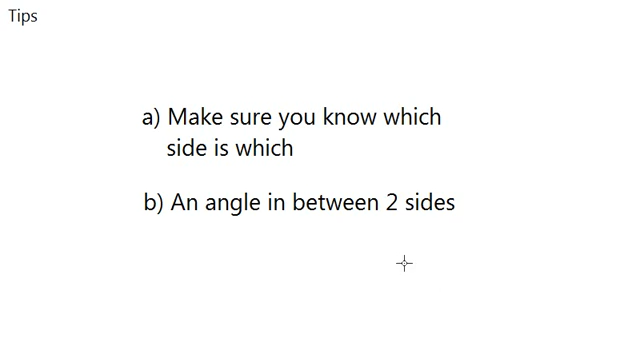 Tips
a) Make sure you know which
side is which
b) An angle in between 2 sides